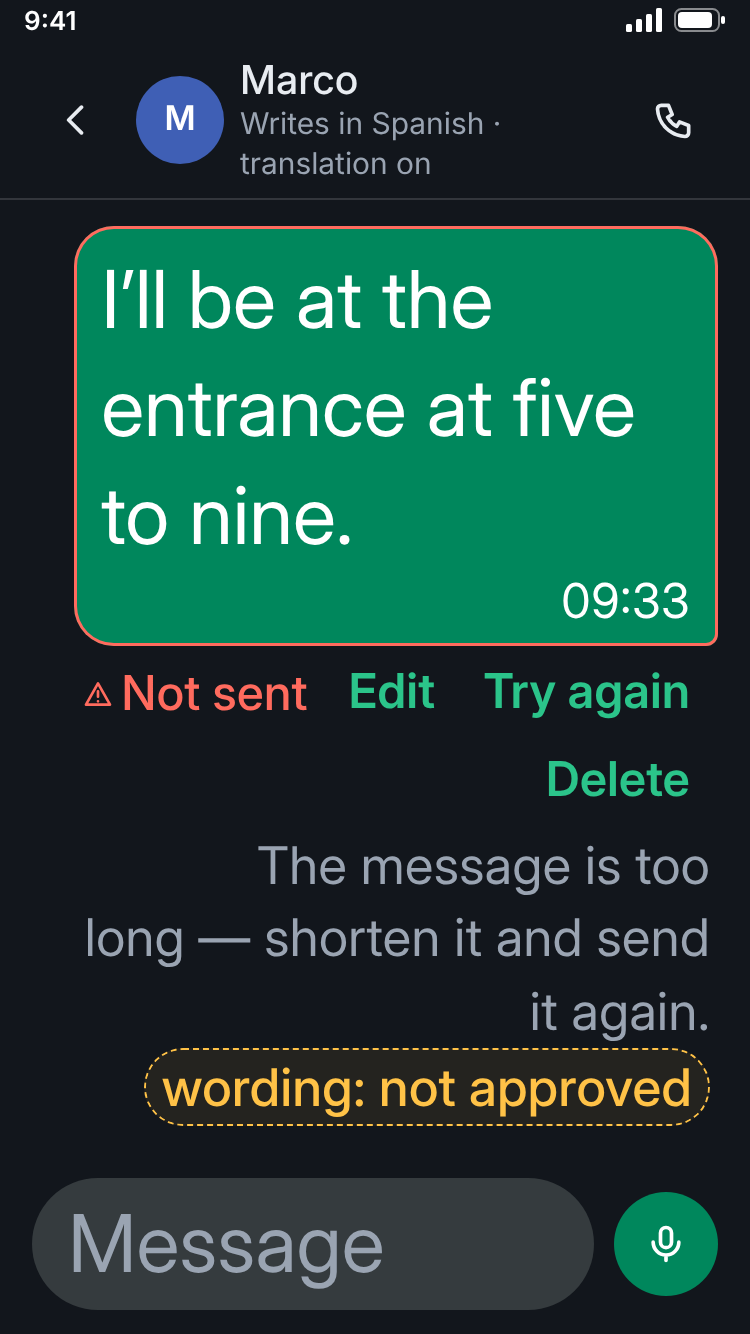 9:41
M
Marco
Writes in Spanish ·
translation on
I’ll be at the
entrance at five
to nine.
09:33
Not sent Edit Try again
Delete
The message is too
long — shorten it and send
it again.
wording: not approved
Message